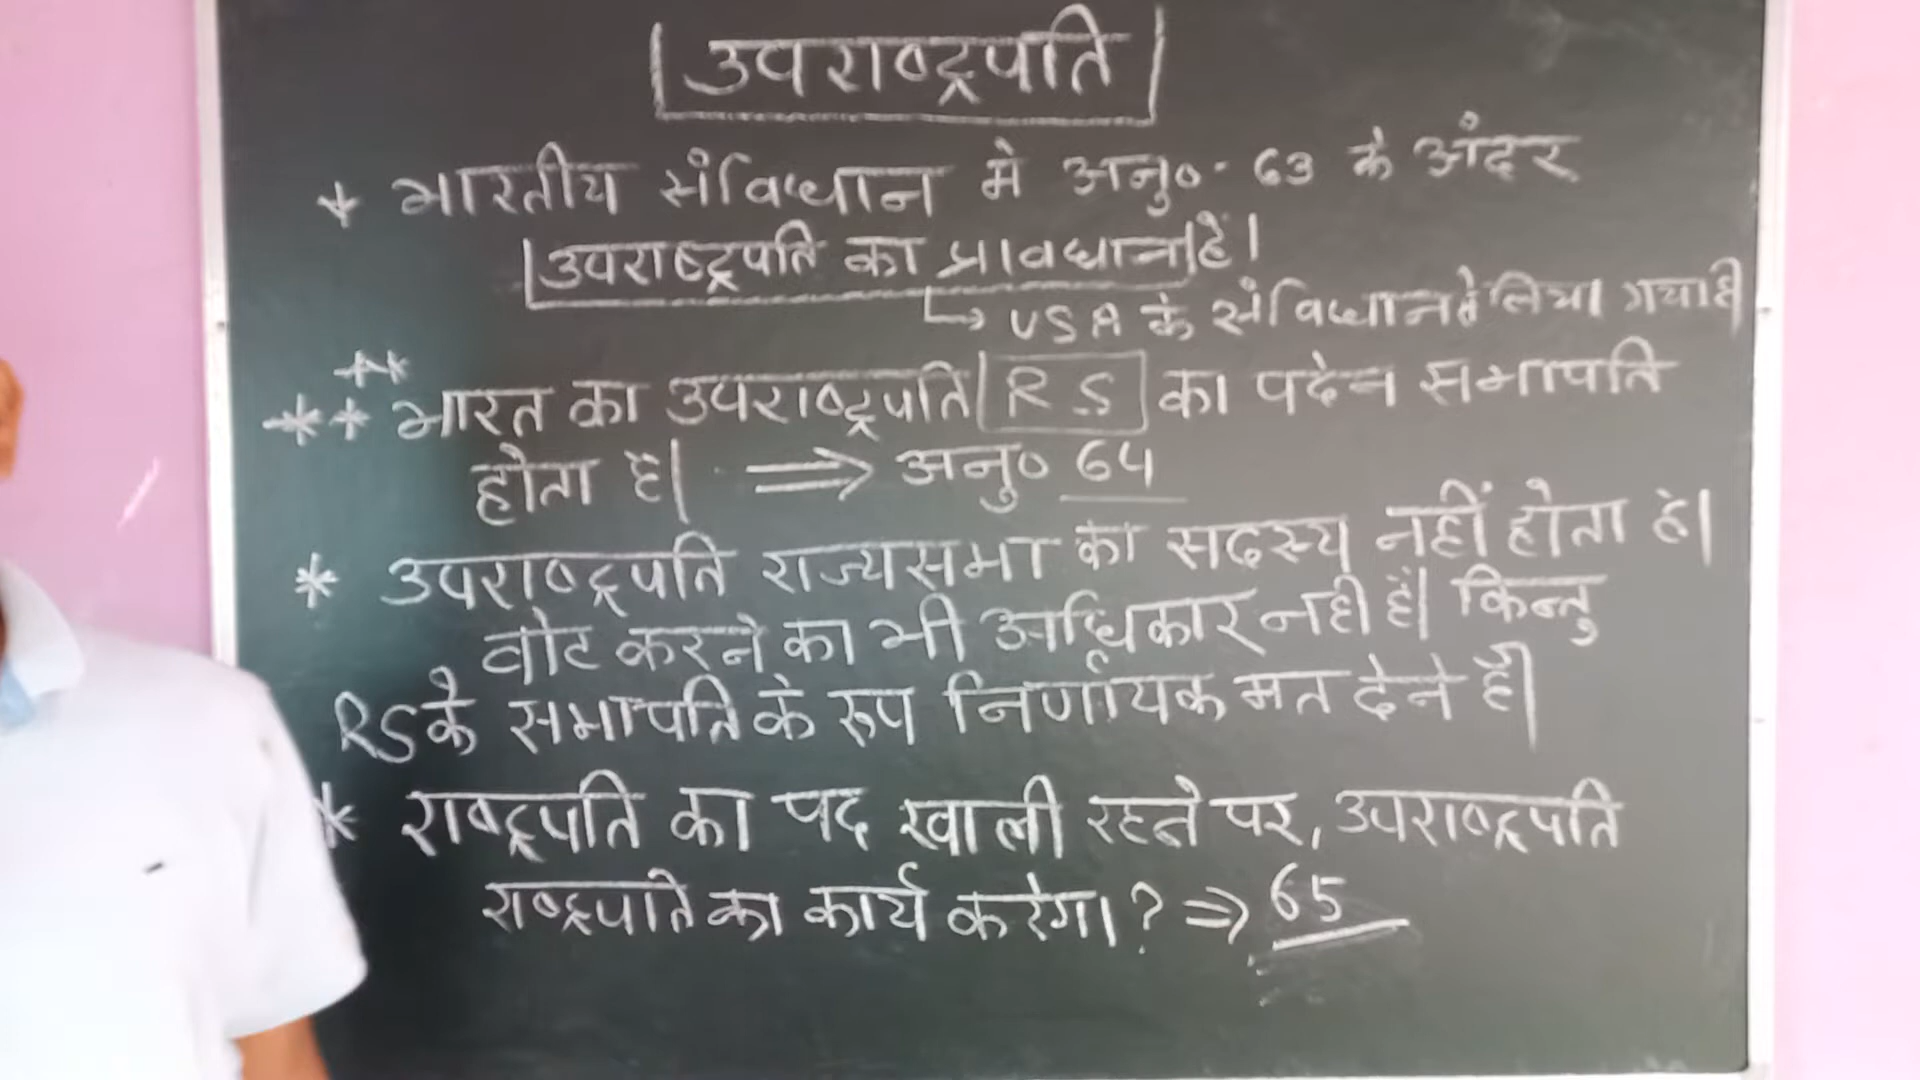 उपराष्ट्रपति
* भारतीय संविधान मे अनु०- 63 के अंदर
उपराष्ट्रपति का प्रावधान है।
↳ USA के संविधान से लिया गया है
**
** भारत का उपराष्ट्रपति RS का पदेन सभापति
होता है। ⟹ अनु० 64
* उपराष्ट्रपति राज्यसभा का सदस्य नहीं होता है।
वोट करने का भी अधिकार नही है। किन्तु
RS के सभापति के रूप निर्णायक मत देने है।
* राष्ट्रपति का पद खाली रहने पर, उपराष्ट्रपति
राष्ट्रपति का कार्य करेगा। ? ⇒ 65